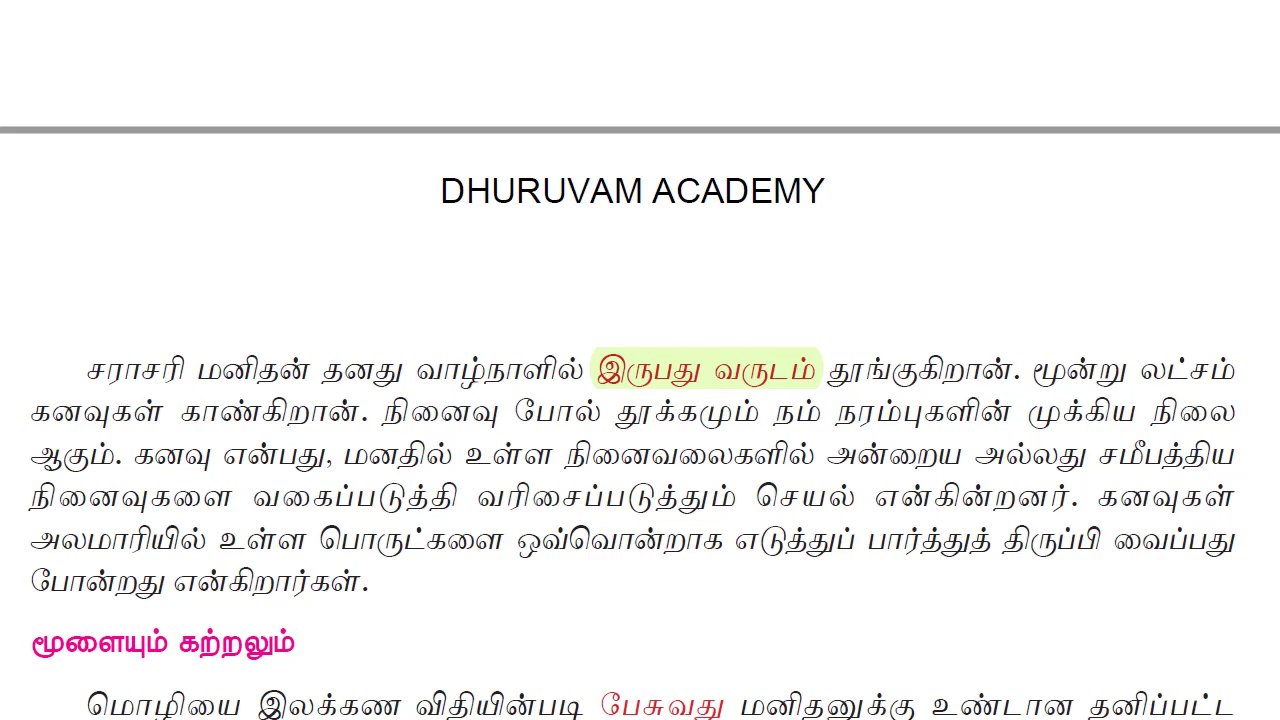 DHURUVAM ACADEMY
சராசரி மனிதன் தனது வாழ்நாளில் இருபது வருடம் தூங்குகிறான். மூன்று லட்சம்
கனவுகள் காண்கிறான். நினைவு போல் தூக்கமும் நம் நரம்புகளின் முக்கிய நிலை
ஆகும். கனவு என்பது, மனதில் உள்ள நினைவலைகளில் அன்றைய அல்லது சமீபத்திய
நினைவுகளை வகைப்படுத்தி வரிசைப்படுத்தும் செயல் என்கின்றனர். கனவுகள்
அலமாரியில் உள்ள பொருட்களை ஒவ்வொன்றாக எடுத்துப் பார்த்துத் திருப்பி வைப்பது
போன்றது என்கிறார்கள்.
மூளையும் கற்றலும்
மொழியை இலக்கண விதியின்படி பேசுவது மனிதனுக்கு உண்டான தனிப்பட்ட